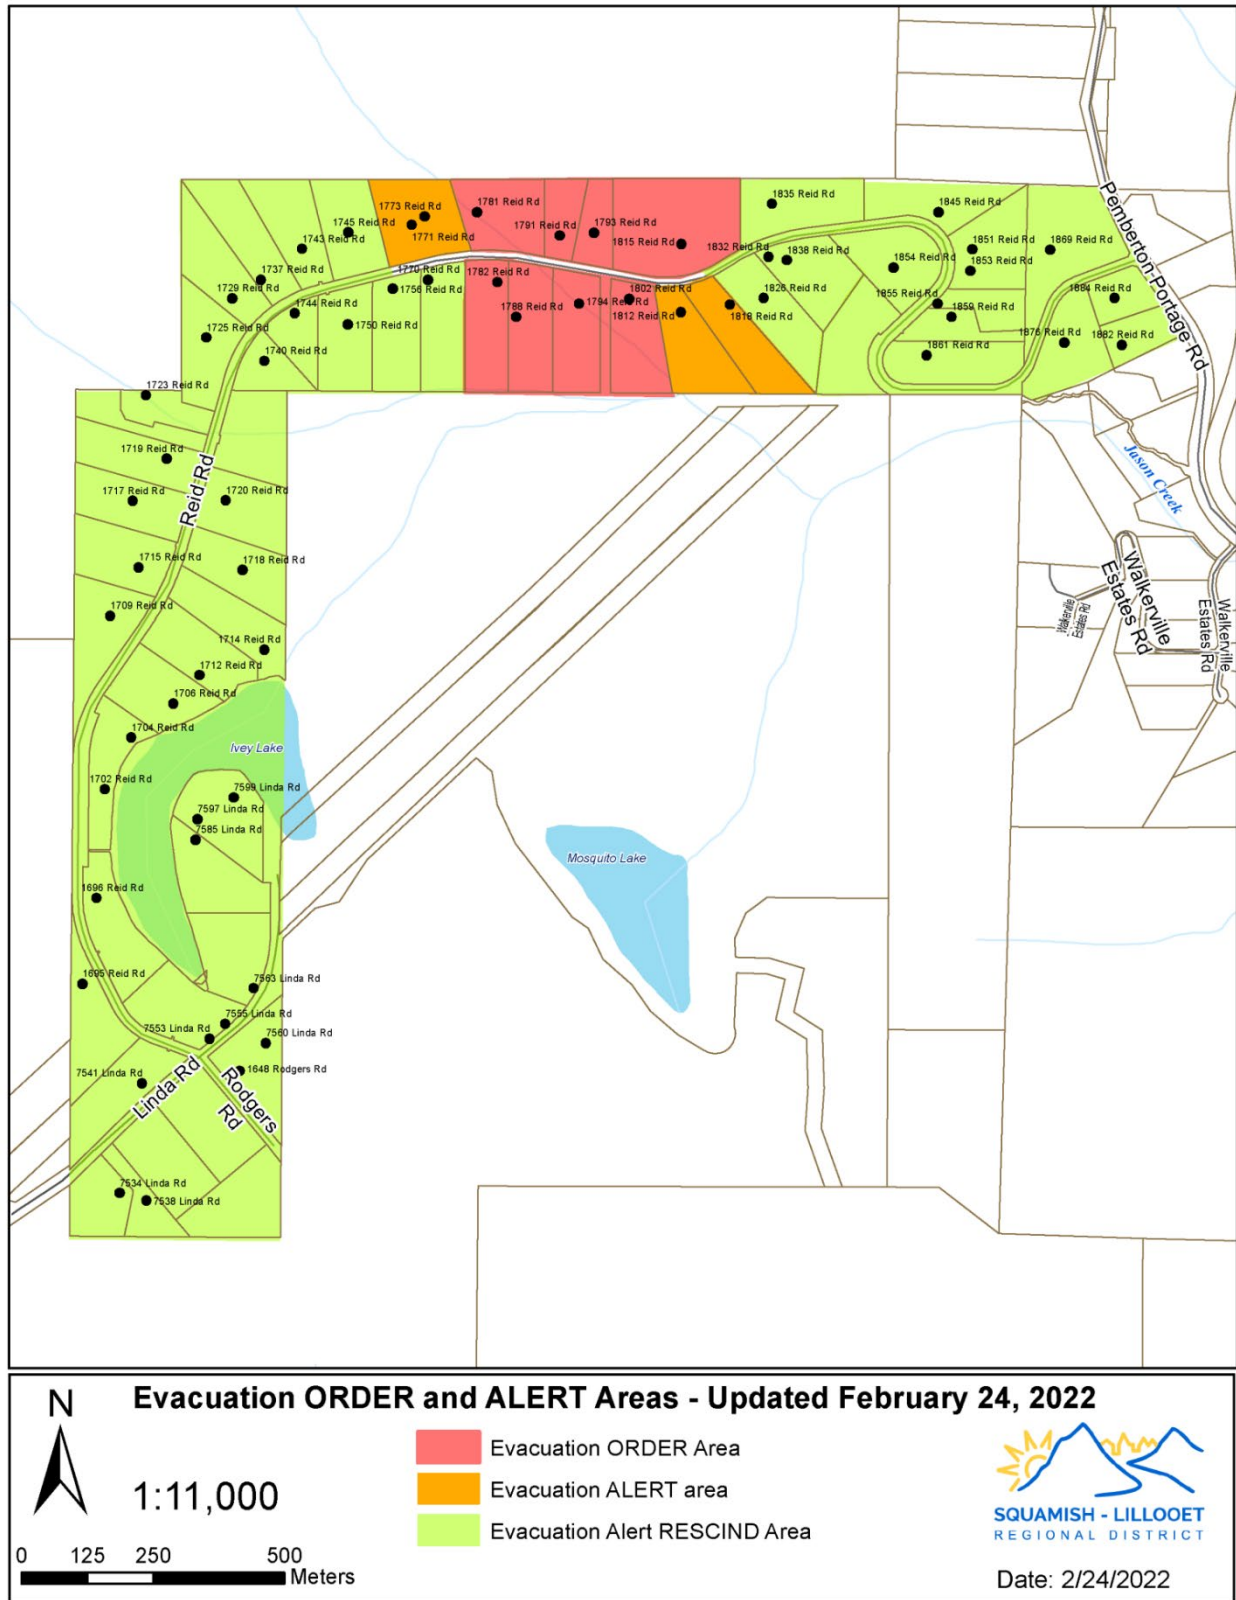 1835 Reid Rd
1845 Reid Rd
1781 Reid Rd
1773 Reid Rd
1771 Reid Rd
1745 Reid Rd
1743 Reid Rd
1791 Reid Rd
1793 Reid Rd
1815 Reid Rd
1832 Reid Rd
1838 Reid Rd
1854 Reid Rd
1851 Reid Rd
1853 Reid Rd
1869 Reid Rd
Pemberton-Portage Rd
1737 Reid Rd
1729 Reid Rd
1744 Reid Rd
1725 Reid Rd
1740 Reid Rd
1750 Reid Rd
1770 Reid Rd
1756 Reid Rd
1782 Reid Rd
1788 Reid Rd
1794 Reid Rd
1802 Reid Rd
1812 Reid Rd
1818 Reid Rd
1826 Reid Rd
1855 Reid Rd
1859 Reid Rd
1861 Reid Rd
1884 Reid Rd
1876 Reid Rd
1882 Reid Rd
1723 Reid Rd
1719 Reid Rd
1717 Reid Rd
Reid Rd
1720 Reid Rd
1715 Reid Rd
1718 Reid Rd
1709 Reid Rd
1714 Reid Rd
1712 Reid Rd
1706 Reid Rd
1704 Reid Rd
1702 Reid Rd
Jason Creek
Walkerville
Estates Rd
Walkerville
Estates Rd
Walkerville
Estates Rd
Ivey Lake
7599 Linda Rd
7597 Linda Rd
7585 Linda Rd
Mosquito Lake
1696 Reid Rd
1695 Reid Rd
7563 Linda Rd
7555 Linda Rd
7553 Linda Rd
7560 Linda Rd
1648 Rodgers Rd
7541 Linda Rd
Linda Rd
Rodgers
Rd
7534 Linda Rd
7538 Linda Rd
Evacuation ORDER and ALERT Areas - Updated February 24, 2022
N
1:11,000
0 125 250 500
Meters
Evacuation ORDER Area
Evacuation ALERT area
Evacuation Alert RESCIND Area
SQUAMISH - LILLOOET
REGIONAL DISTRICT
Date: 2/24/2022